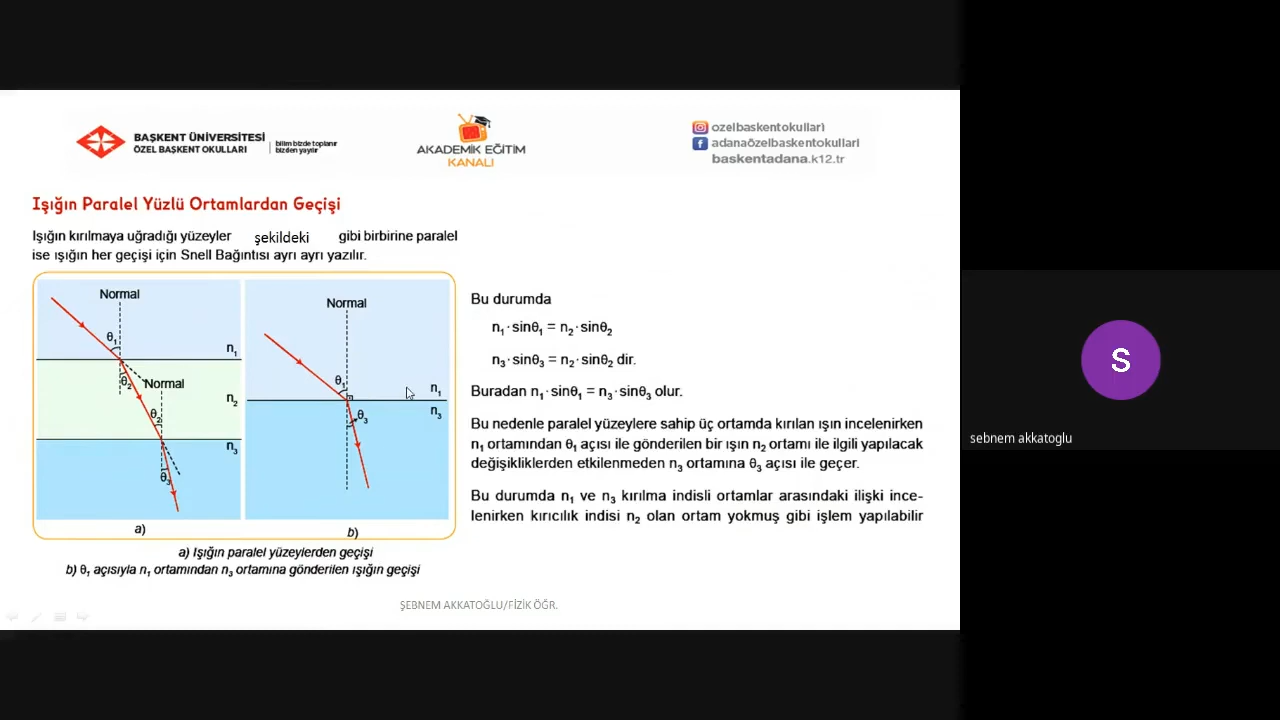 BAŞKENT ÜNİVERSİTESİ
ÖZEL BAŞKENT OKULLARI
bilim bizde toplanır
bizden yayılır
AKADEMİK EĞİTİM
KANALI
ozelbaskentokullari
adanaözelbaskentokullari
baskentadana.k12.tr
Işığın Paralel Yüzlü Ortamlardan Geçişi
Işığın kırılmaya uğradığı yüzeyler şekildeki gibi birbirine paralel
ise ışığın her geçişi için Snell Bağıntısı ayrı ayrı yazılır.
Normal
θ₁
n₁
θ₂
Normal
n₂
θ₂
n₃
θ₃
a)
Normal
θ₁
n₁
n₃
θ₃
b)
a) Işığın paralel yüzeylerden geçişi
b) θ₁ açısıyla n₁ ortamından n₃ ortamına gönderilen ışığın geçişi
Bu durumda
n₁·sinθ₁ = n₂·sinθ₂
n₃·sinθ₃ = n₂·sinθ₂ dir.
Buradan n₁·sinθ₁ = n₃·sinθ₃ olur.
Bu nedenle paralel yüzeylere sahip üç ortamda kırılan ışın incelenirken
n₁ ortamından θ₁ açısı ile gönderilen bir ışın n₂ ortamı ile ilgili yapılacak
değişikliklerden etkilenmeden n₃ ortamına θ₃ açısı ile geçer.
Bu durumda n₁ ve n₃ kırılma indisli ortamlar arasındaki ilişki ince-
lenirken kırıcılık indisi n₂ olan ortam yokmuş gibi işlem yapılabilir
ŞEBNEM AKKATOĞLU/FİZİK ÖĞR.
S
sebnem akkatoglu